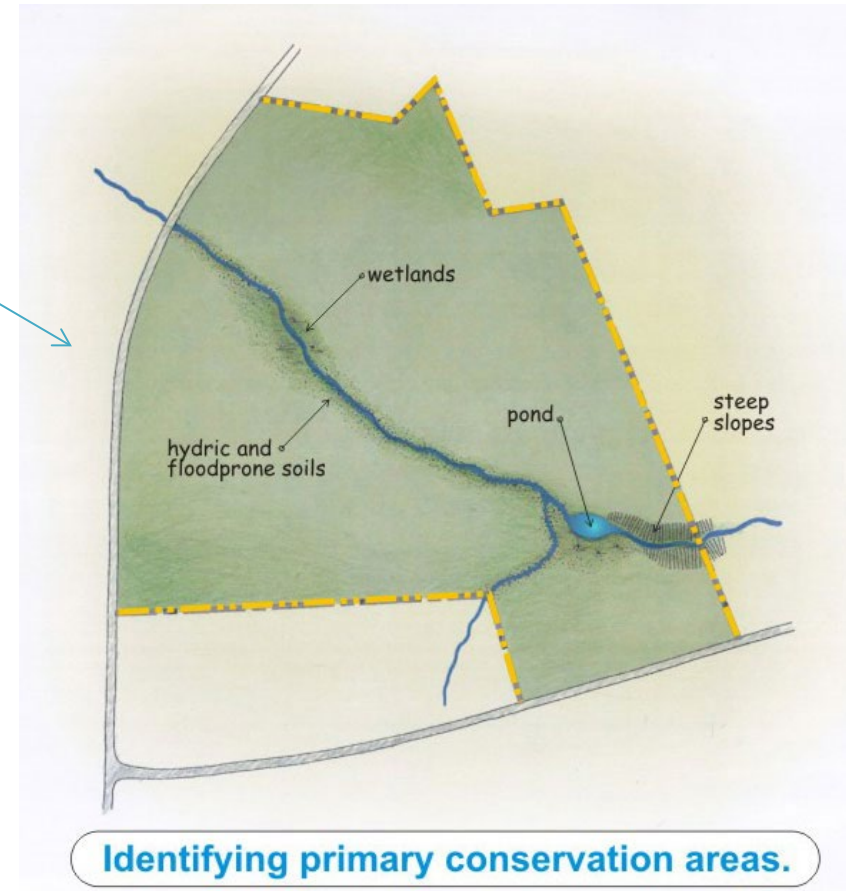 wetlands
pond
steep
slopes
hydric and
floodprone soils
Identifying primary conservation areas.